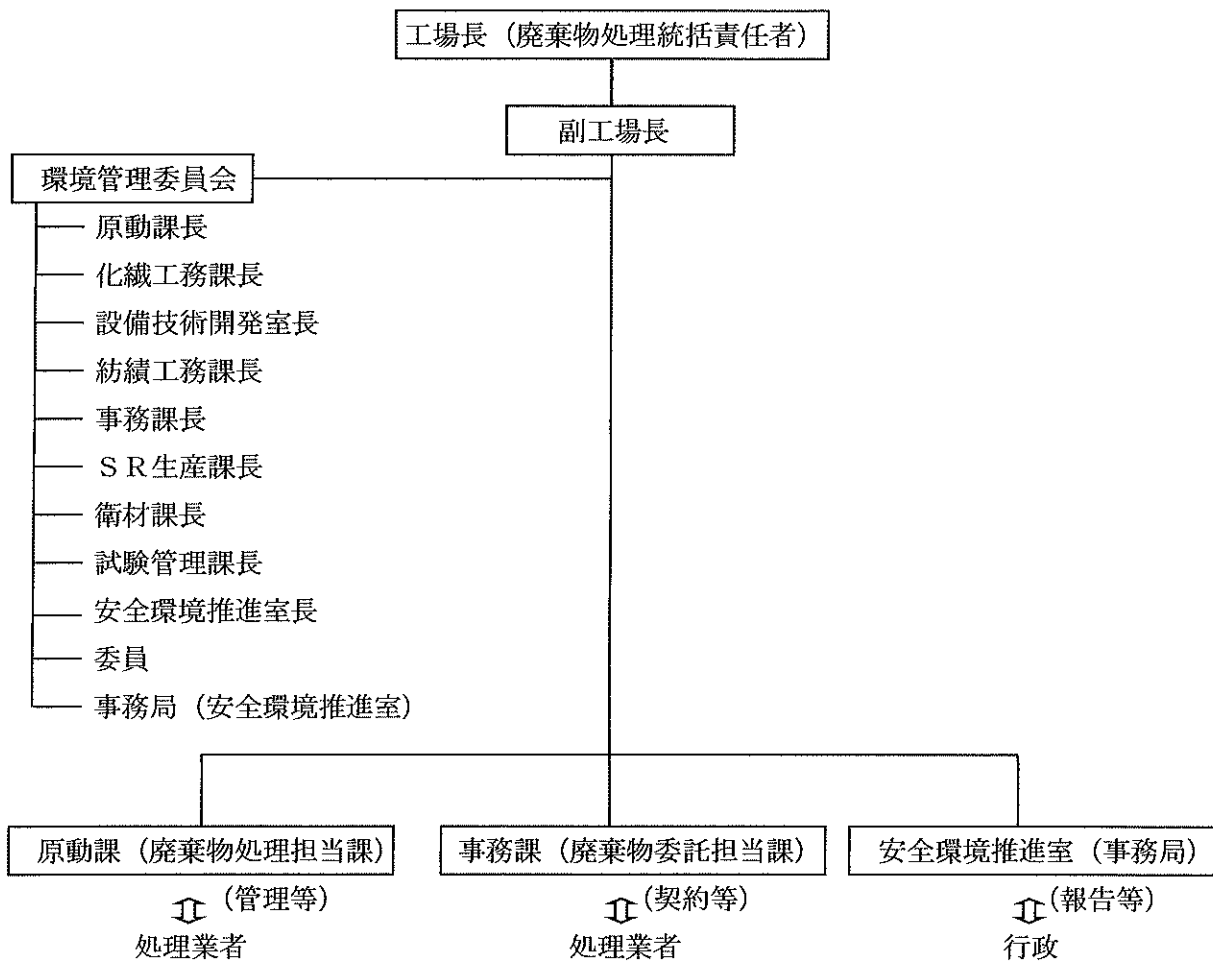 工場長（廃棄物処理統括責任者）
副工場長
環境管理委員会
原動課長
化繊工務課長
設備技術開発室長
紡績工務課長
事務課長
ＳＲ生産課長
衛材課長
試験管理課長
安全環境推進室長
委員
事務局（安全環境推進室）
原動課（廃棄物処理担当課） 事務課（廃棄物委託担当課） 安全環境推進室（事務局）
⇕（管理等） ⇕（契約等） ⇕（報告等）
処理業者 処理業者 行政